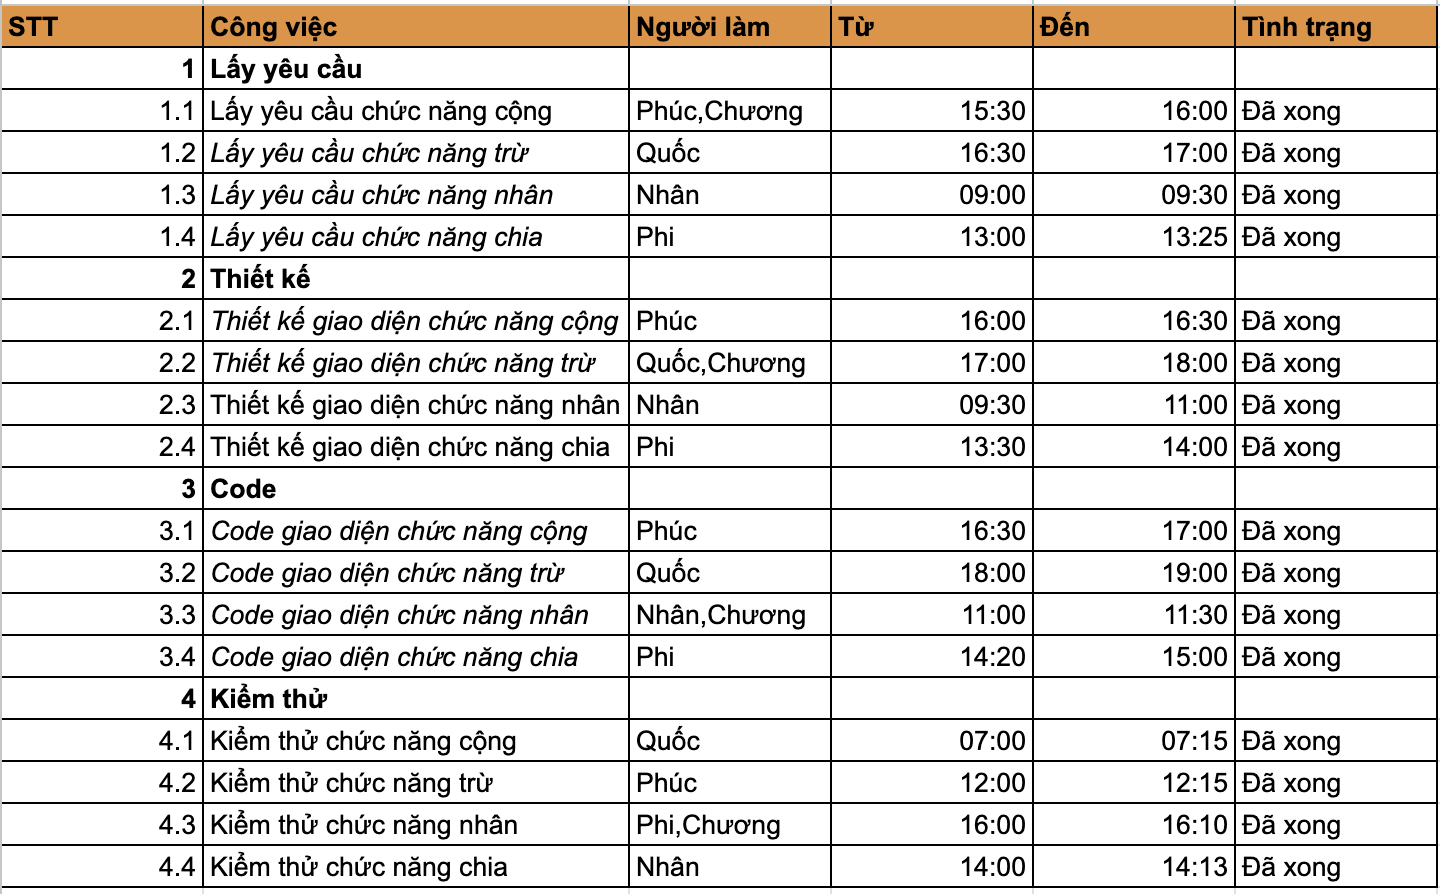 STT Công việc Người làm Từ Đến Tình trạng
1 Lấy yêu cầu
1.1 Lấy yêu cầu chức năng cộng Phúc,Chương 15:30 16:00 Đã xong
1.2 Lấy yêu cầu chức năng trừ Quốc 16:30 17:00 Đã xong
1.3 Lấy yêu cầu chức năng nhân Nhân 09:00 09:30 Đã xong
1.4 Lấy yêu cầu chức năng chia Phi 13:00 13:25 Đã xong
2 Thiết kế
2.1 Thiết kế giao diện chức năng cộng Phúc 16:00 16:30 Đã xong
2.2 Thiết kế giao diện chức năng trừ Quốc,Chương 17:00 18:00 Đã xong
2.3 Thiết kế giao diện chức năng nhân Nhân 09:30 11:00 Đã xong
2.4 Thiết kế giao diện chức năng chia Phi 13:30 14:00 Đã xong
3 Code
3.1 Code giao diện chức năng cộng Phúc 16:30 17:00 Đã xong
3.2 Code giao diện chức năng trừ Quốc 18:00 19:00 Đã xong
3.3 Code giao diện chức năng nhân Nhân,Chương 11:00 11:30 Đã xong
3.4 Code giao diện chức năng chia Phi 14:20 15:00 Đã xong
4 Kiểm thử
4.1 Kiểm thử chức năng cộng Quốc 07:00 07:15 Đã xong
4.2 Kiểm thử chức năng trừ Phúc 12:00 12:15 Đã xong
4.3 Kiểm thử chức năng nhân Phi,Chương 16:00 16:10 Đã xong
4.4 Kiểm thử chức năng chia Nhân 14:00 14:13 Đã xong